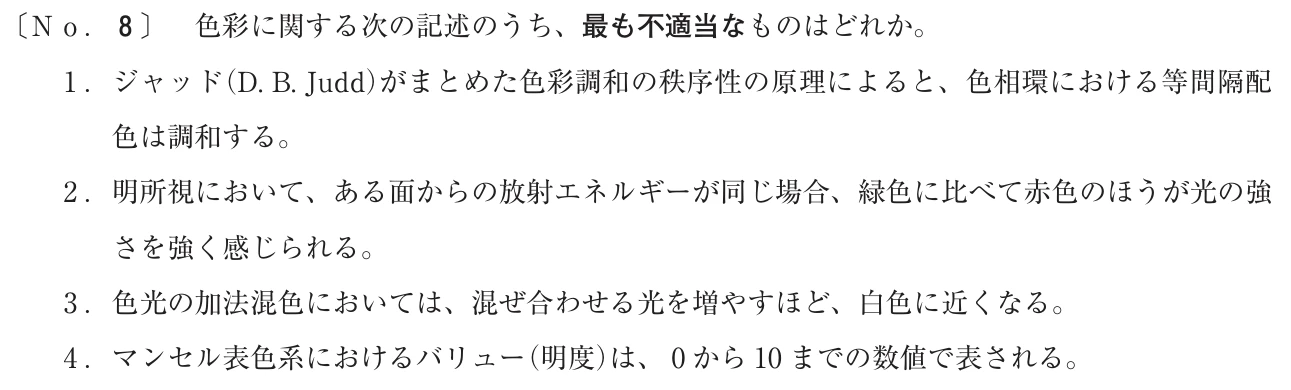 〔Ｎｏ．８〕　色彩に関する次の記述のうち、最も不適当なものはどれか。
１．ジャッド(D. B. Judd)がまとめた色彩調和の秩序性の原理によると、色相環における等間隔配
色は調和する。
２．明所視において、ある面からの放射エネルギーが同じ場合、緑色に比べて赤色のほうが光の強
さを強く感じられる。
３．色光の加法混色においては、混ぜ合わせる光を増やすほど、白色に近くなる。
４．マンセル表色系におけるバリュー(明度)は、０から 10 までの数値で表される。